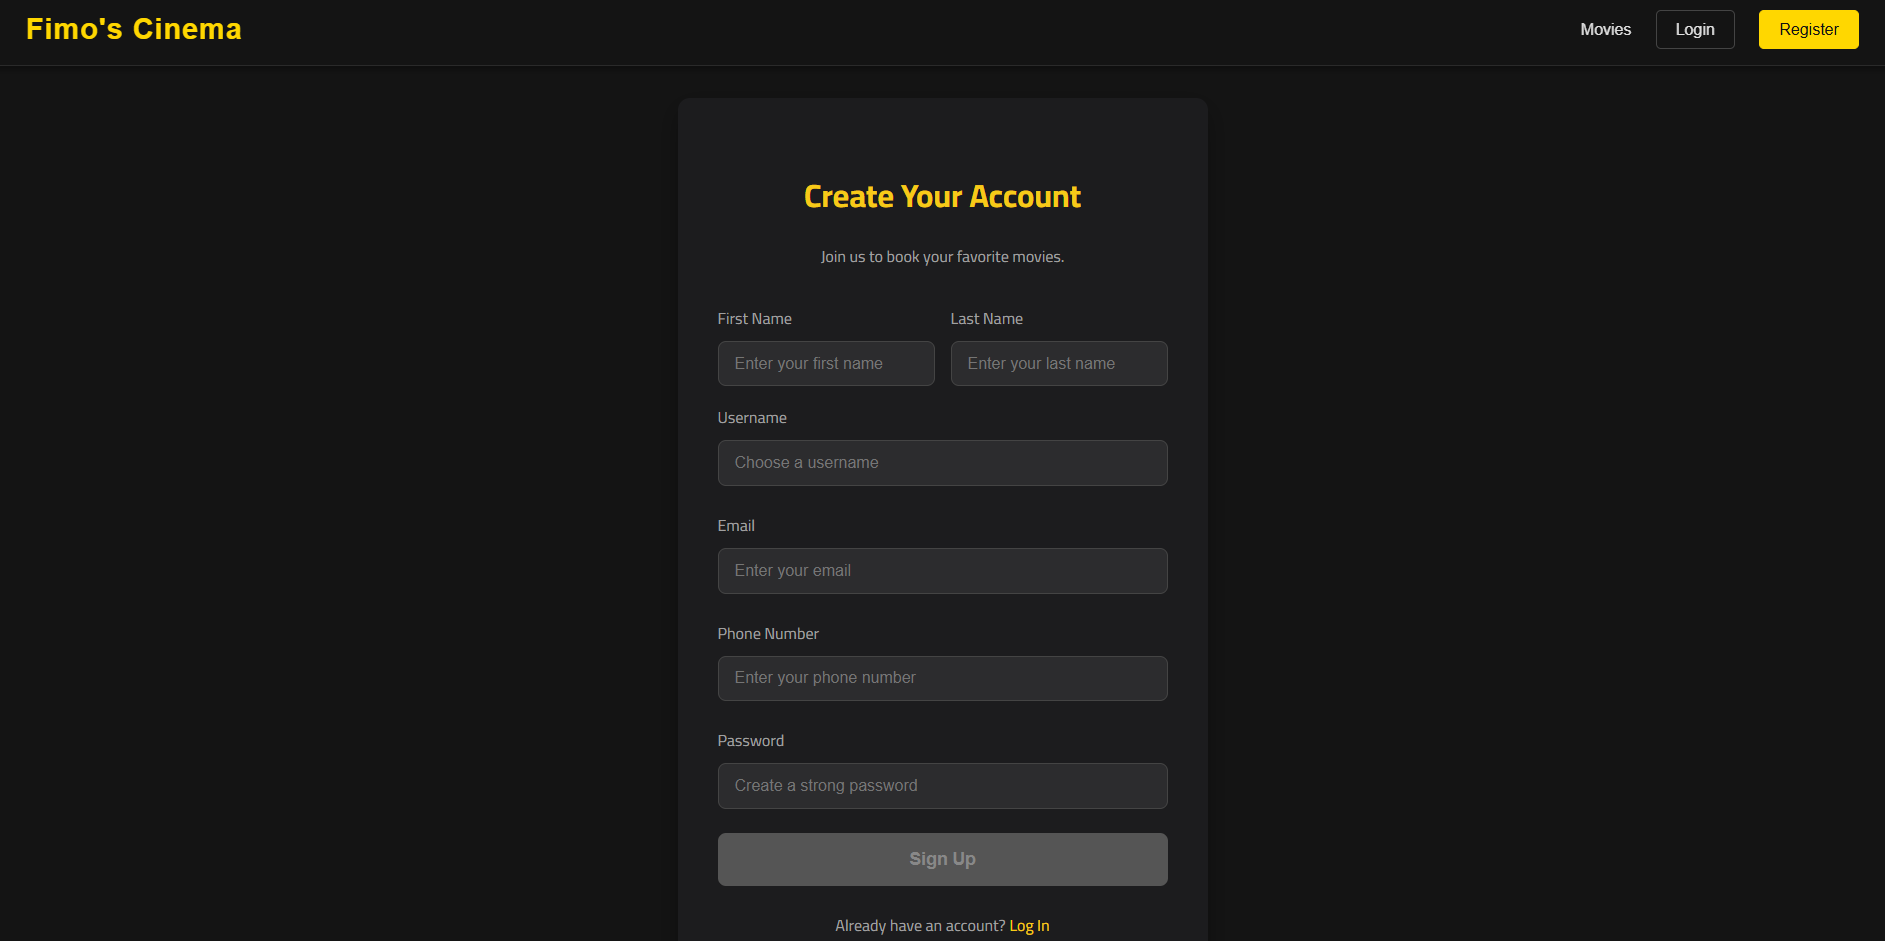 Fimo's Cinema
Movies
Login
Register
Create Your Account
Join us to book your favorite movies.
First Name
Last Name
Enter your first name
Enter your last name
Username
Choose a username
Email
Enter your email
Phone Number
Enter your phone number
Password
Create a strong password
Sign Up
Already have an account? Log In